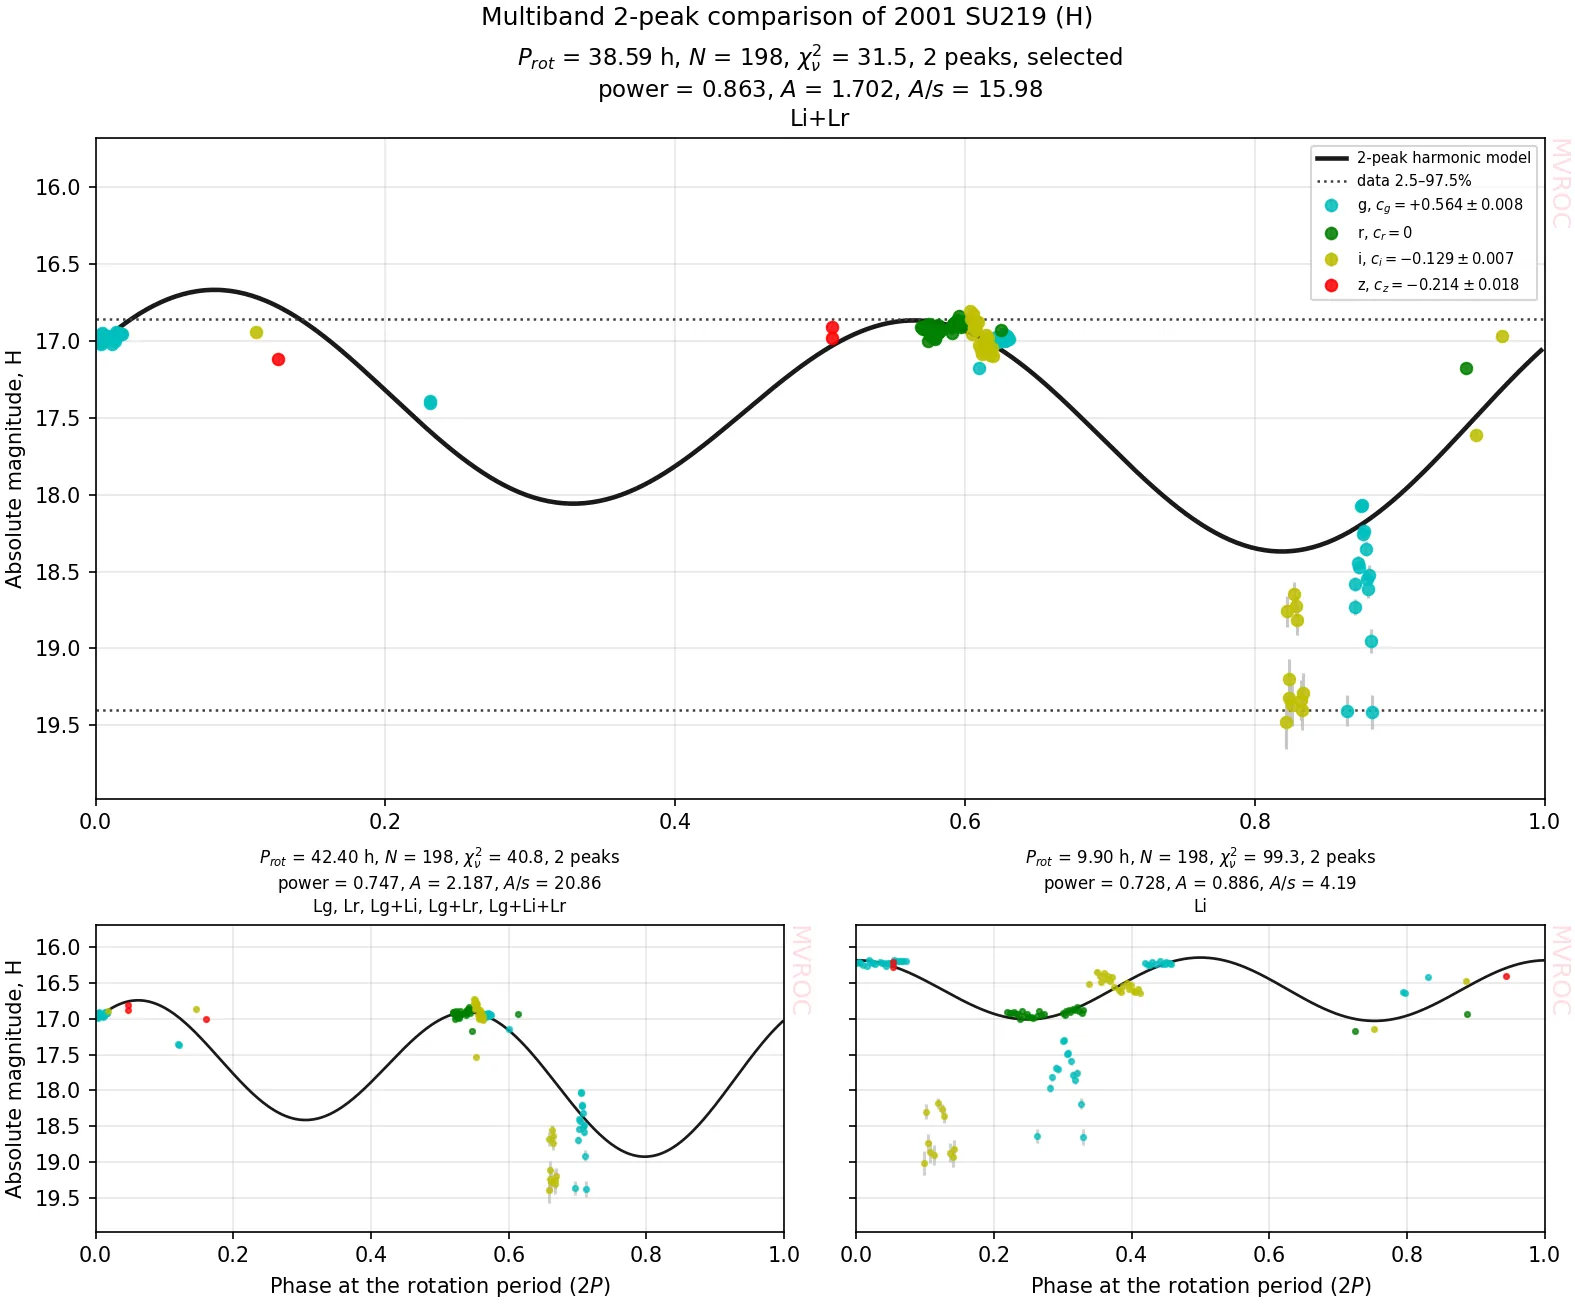 Multiband 2-peak comparison of 2001 SU219 (H)
P_rot = 38.59 h, N = 198, χ²_ν = 31.5, 2 peaks, selected
power = 0.863, A = 1.702, A/s = 15.98
Li+Lr
MVROC
2-peak harmonic model
data 2.5–97.5%
g, c_g = +0.564 ± 0.008
r, c_r = 0
i, c_i = −0.129 ± 0.007
z, c_z = −0.214 ± 0.018
Absolute magnitude, H
16.0
16.5
17.0
17.5
18.0
18.5
19.0
19.5
0.0 0.2 0.4 0.6 0.8 1.0
P_rot = 42.40 h, N = 198, χ²_ν = 40.8, 2 peaks
power = 0.747, A = 2.187, A/s = 20.86
Lg, Lr, Lg+Li, Lg+Lr, Lg+Li+Lr
MVROC
Absolute magnitude, H
16.0
16.5
17.0
17.5
18.0
18.5
19.0
19.5
0.0 0.2 0.4 0.6 0.8 1.0
Phase at the rotation period (2P)
P_rot = 9.90 h, N = 198, χ²_ν = 99.3, 2 peaks
power = 0.728, A = 0.886, A/s = 4.19
Li
MVROC
0.0 0.2 0.4 0.6 0.8 1.0
Phase at the rotation period (2P)